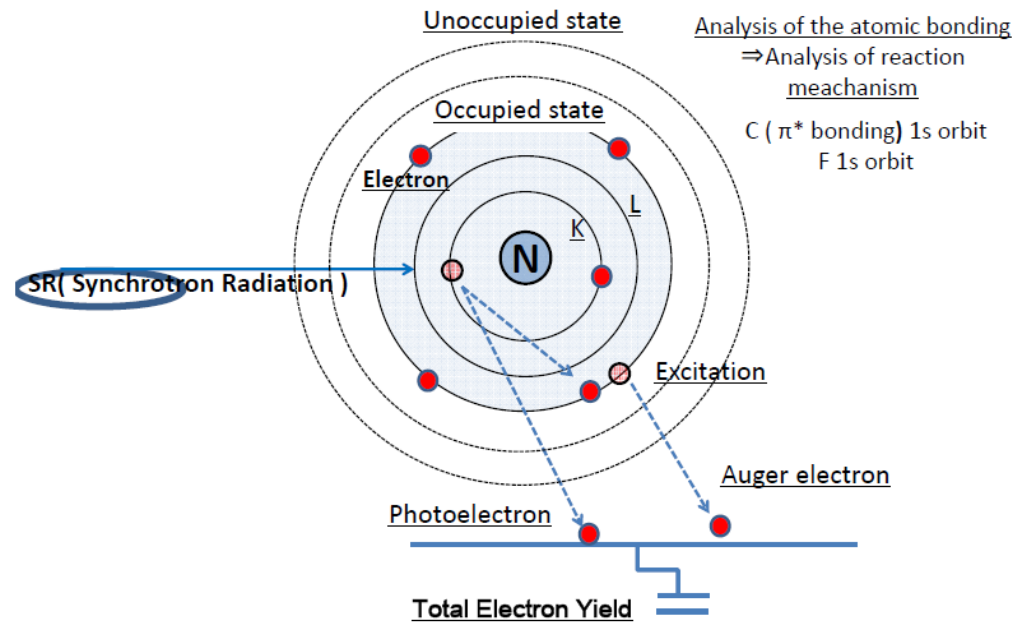 Unoccupied state
Analysis of the atomic bonding
⇒Analysis of reaction
meachanism
C ( π* bonding) 1s orbit
F 1s orbit
Occupied state
Electron
L
K
N
SR( Synchrotron Radiation )
Excitation
Auger electron
Photoelectron
Total Electron Yield